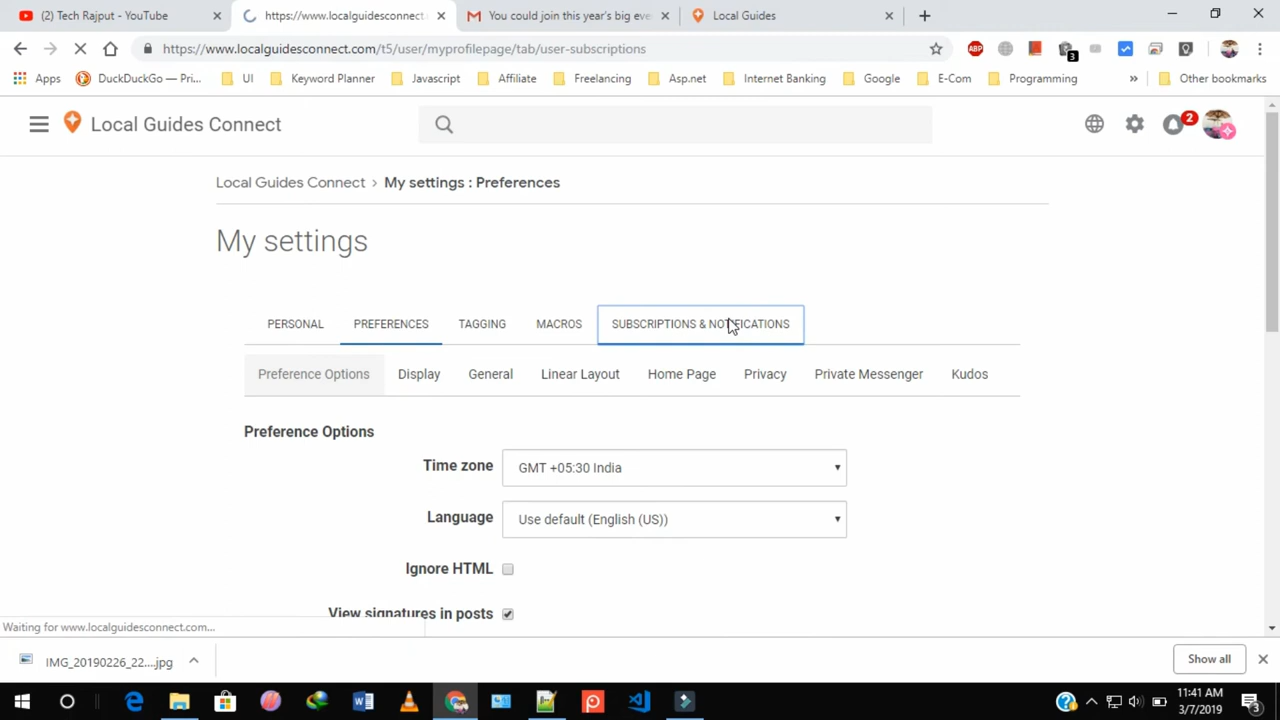 (2) Tech Rajput - YouTube
https://www.localguidesconnect
You could join this year's big eve
Local Guides
https://www.localguidesconnect.com/t5/user/myprofilepage/tab/user-subscriptions
ABP
3
Apps
DuckDuckGo — Pri...
UI
Keyword Planner
Javascript
Affiliate
Freelancing
Asp.net
Internet Banking
Google
E-Com
Programming
»
Other bookmarks
Local Guides Connect
2
Local Guides Connect > My settings : Preferences
My settings
PERSONAL
PREFERENCES
TAGGING
MACROS
SUBSCRIPTIONS & NOTIFICATIONS
Preference Options
Display
General
Linear Layout
Home Page
Privacy
Private Messenger
Kudos
Preference Options
Time zone
GMT +05:30 India
Language
Use default (English (US))
Ignore HTML
View signatures in posts
Waiting for www.localguidesconnect.com...
IMG_20190226_22....jpg
Show all
11:41 AM
3/7/2019
3